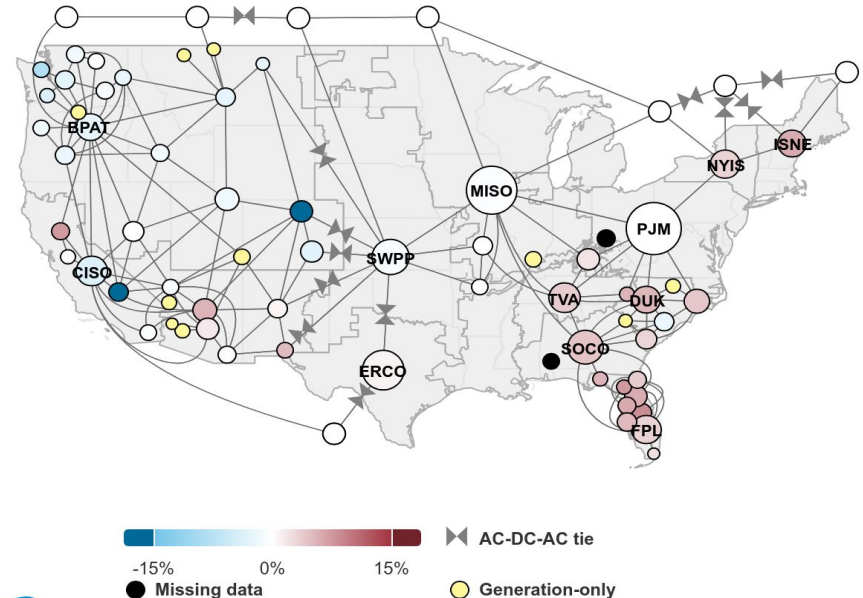 BPAT
ISNE
NYIS
MISO
PJM
SWPP
CISO
TVA
DUK
SOCO
ERCO
FPL
AC-DC-AC tie
-15%
0%
15%
Missing data
Generation-only